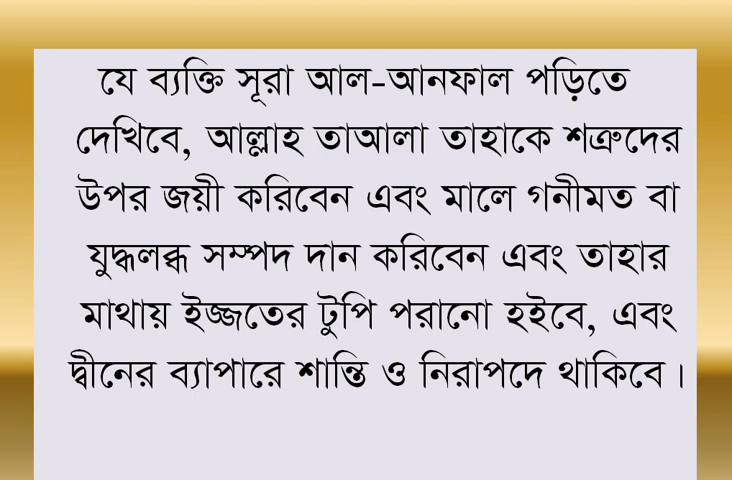 যে ব্যক্তি সূরা আল-আনফাল পড়িতে
দেখিবে, আল্লাহ তাআলা তাহাকে শত্রুদের
উপর জয়ী করিবেন এবং মালে গনীমত বা
যুদ্ধলব্ধ সম্পদ দান করিবেন এবং তাহার
মাথায় ইজ্জতের টুপি পরানো হইবে, এবং
দ্বীনের ব্যাপারে শান্তি ও নিরাপদে থাকিবে।